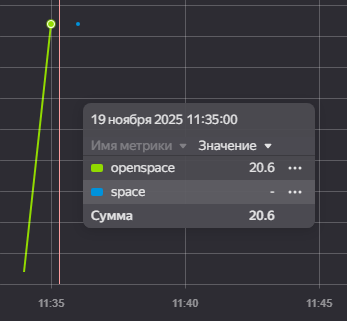 19 ноября 2025 11:35:00
Имя метрики Значение
openspace 20.6
space -
Сумма 20.6
11:35 11:40 11:45